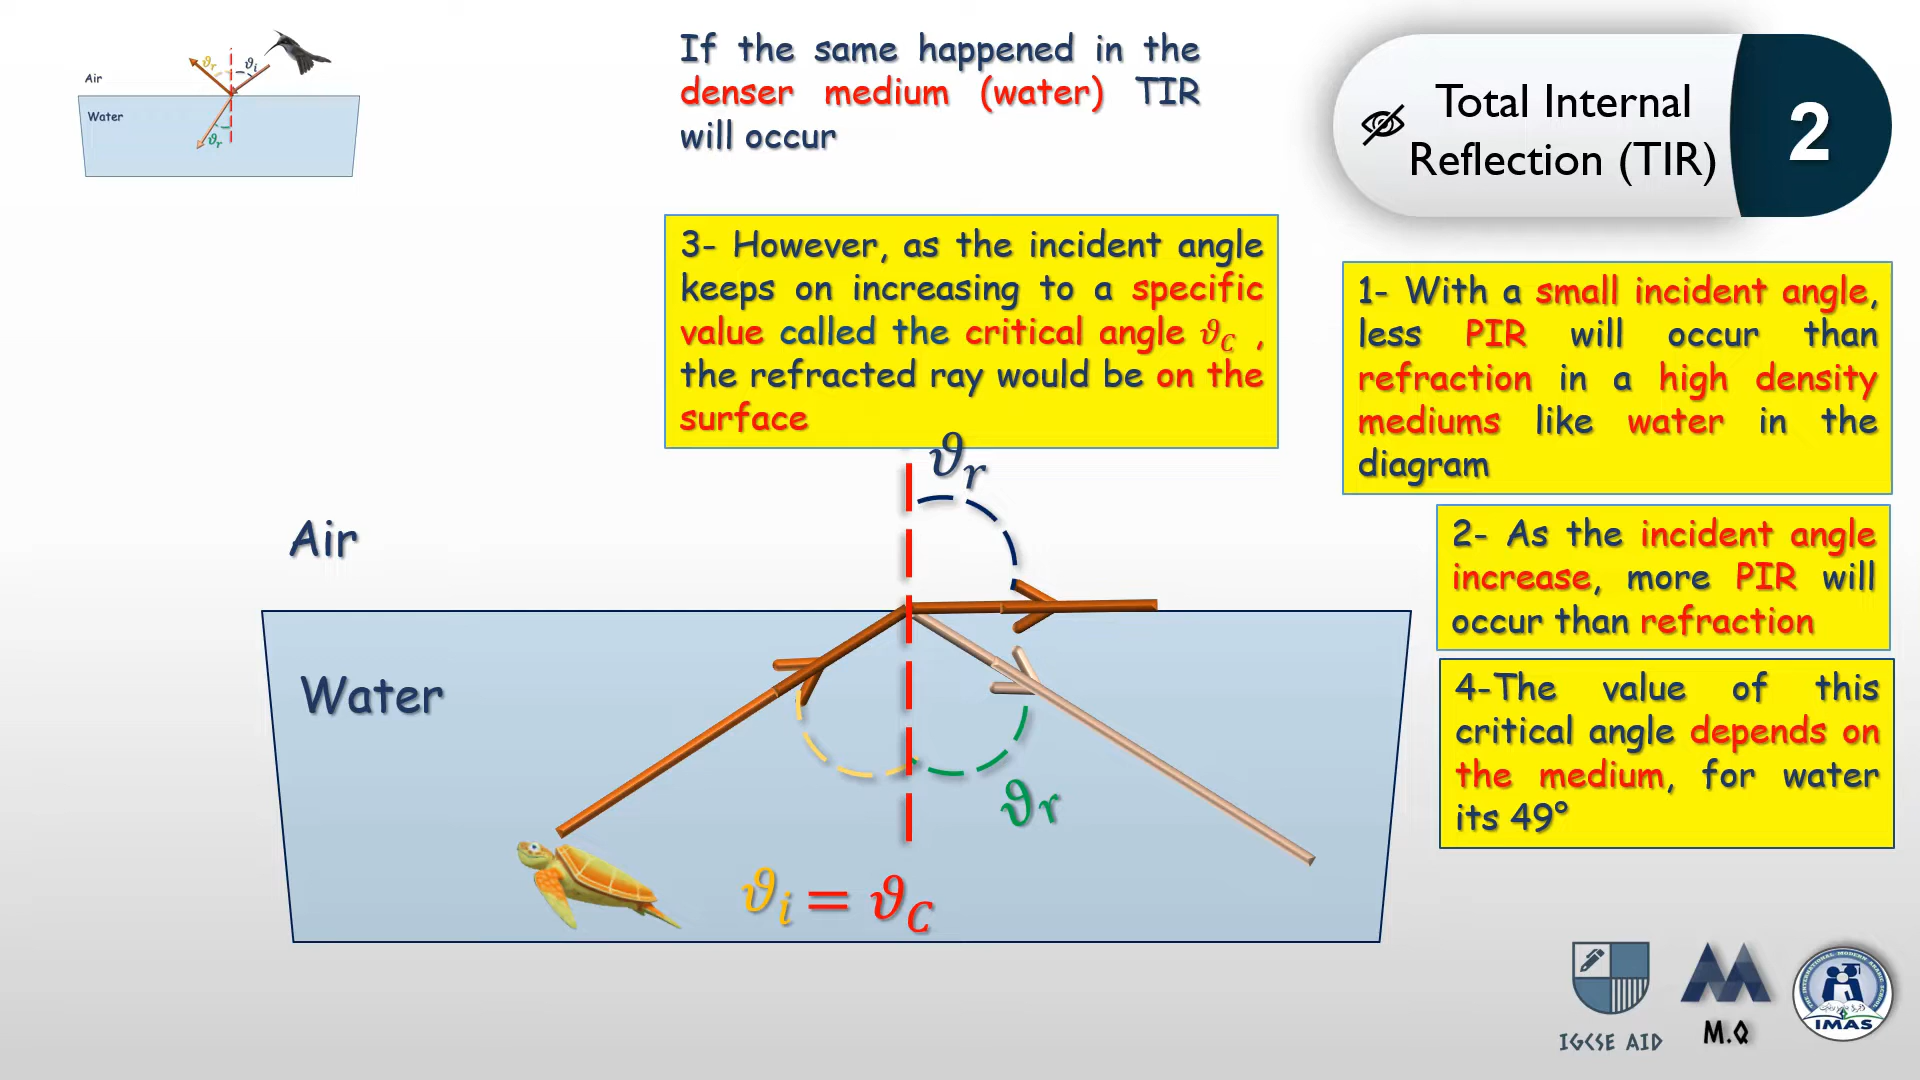 If the same happened in the
denser medium (water) TIR
will occur
Total Internal
Reflection (TIR)
2
Air
Water
ϑr
ϑi
ϑr
3- However, as the incident angle
keeps on increasing to a specific
value called the critical angle ϑC ,
the refracted ray would be on the
surface
1- With a small incident angle,
less PIR will occur than
refraction in a high density
mediums like water in the
diagram
2- As the incident angle
increase, more PIR will
occur than refraction
4-The value of this
critical angle depends on
the medium, for water
its 49°
ϑr
Air
Water
ϑr
ϑi = ϑC
IGCSE AID
M.Q
IMAS